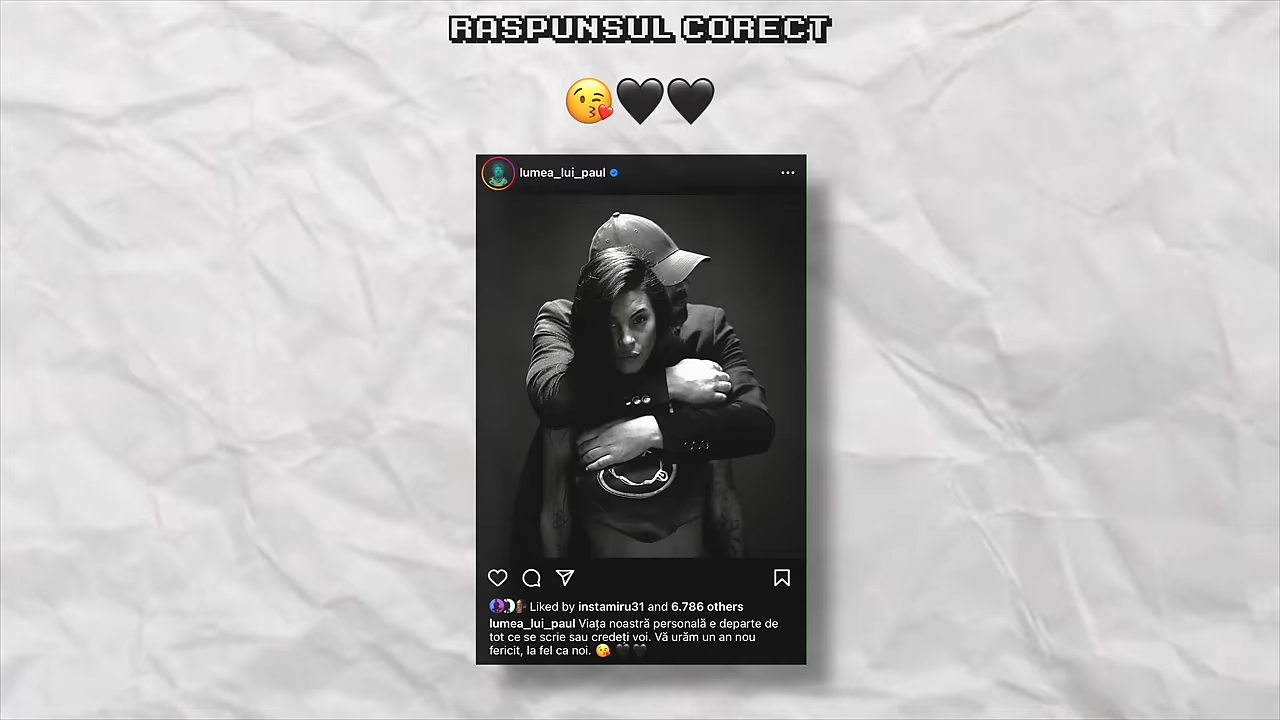 RASPUNSUL CORECT
😘🖤🖤
lumea_lui_paul
Liked by instamiru31 and 6.786 others
lumea_lui_paul Viața noastră personală e departe de
tot ce se scrie sau credeți voi. Vă urăm un an nou
fericit, la fel ca noi. 😘🖤🖤